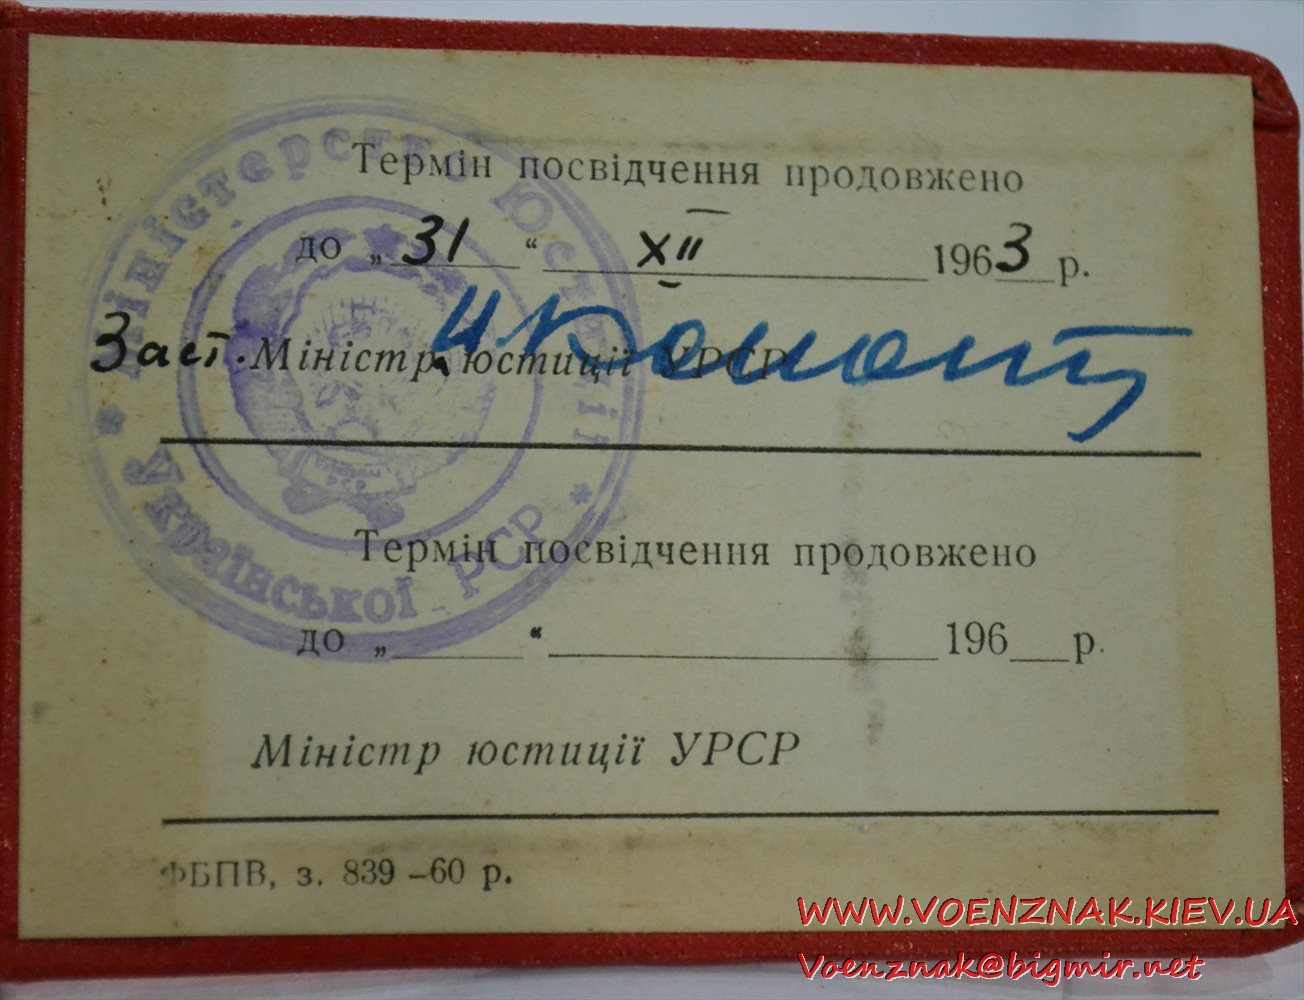 Міністерство Юстиції
Української РСР
Термін посвідчення продовжено
до „31“ XII 1963 р.
Заст. Міністра юстиції УРСР
Термін посвідчення продовжено
до „ “ 196 р.
Міністр юстиції УРСР
ФБПВ, з. 839 –60 р.
WWW.VOENZNAK.KIEV.UA
Voenznak@bigmir.net